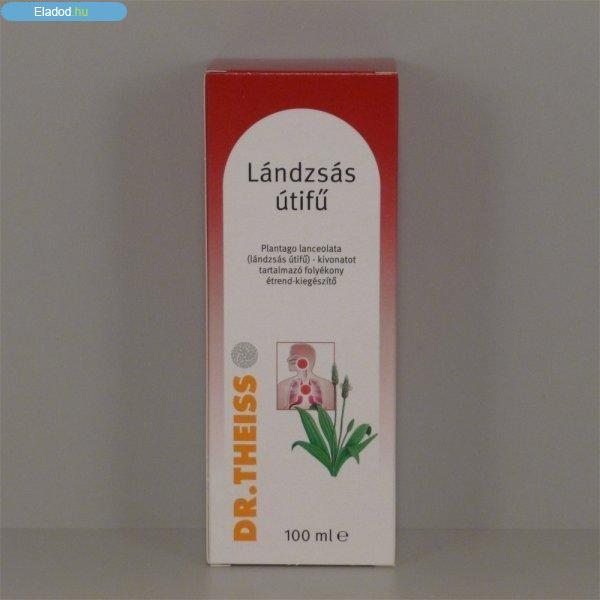 Eladod.hu
Lándzsás
útifű
Plantago lanceolata
(lándzsás útifű) - kivonatot
tartalmazó folyékony
étrend-kiegészítő
DR.THEISS
100 ml ℮